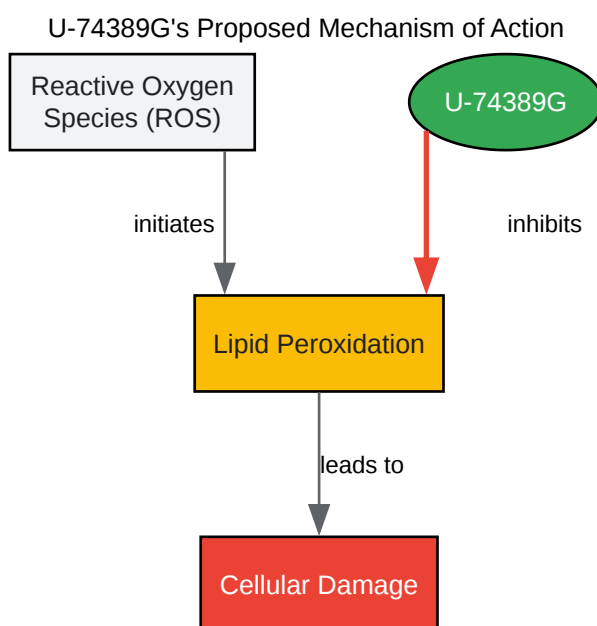 U-74389G's Proposed Mechanism of Action
Reactive Oxygen
Species (ROS)
U-74389G
initiates
inhibits
Lipid Peroxidation
leads to
Cellular Damage